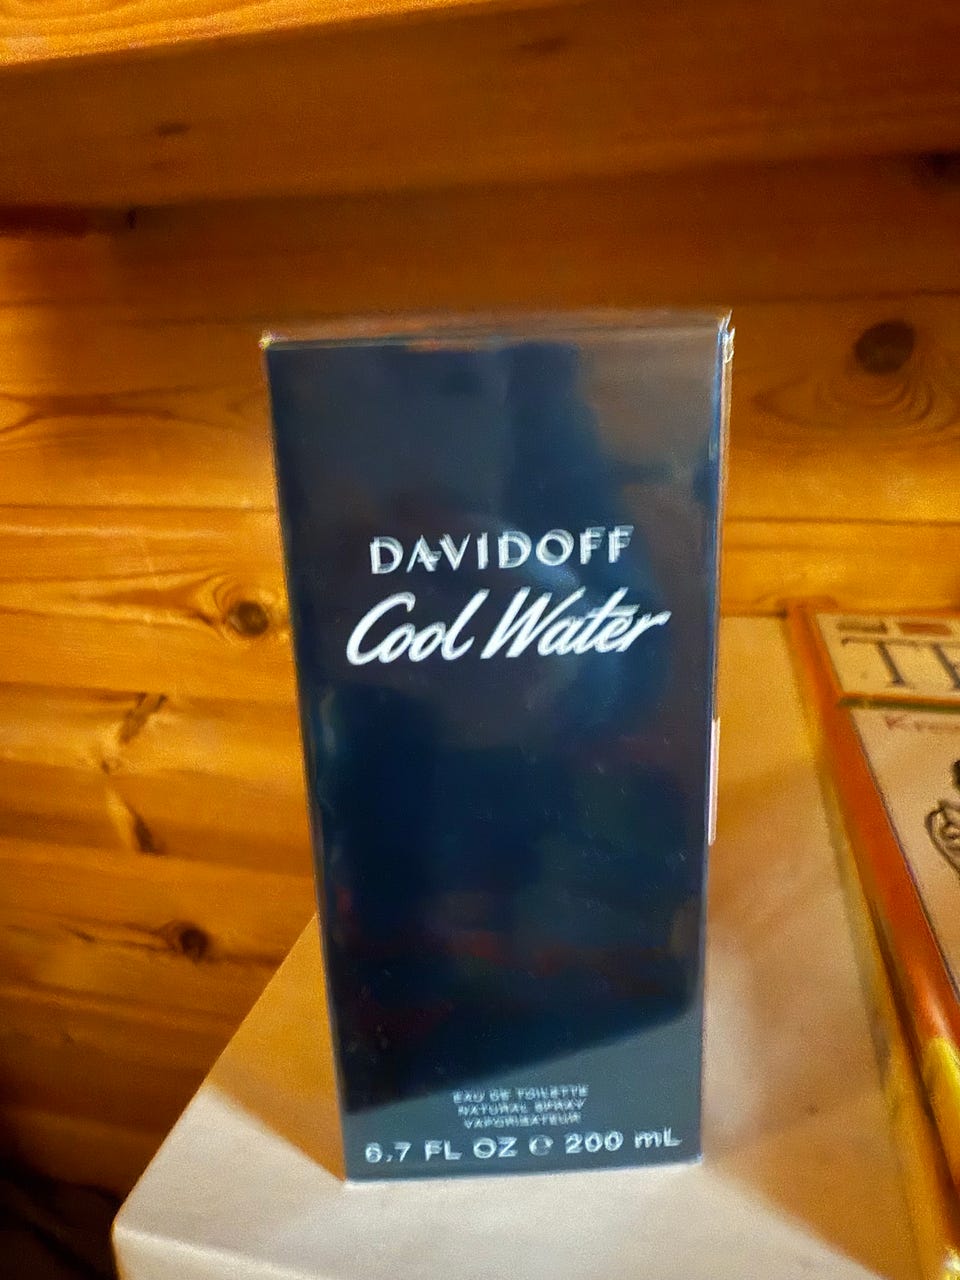 DAVIDOFF
Cool Water
EAU DE TOILETTE
NATURAL SPRAY
VAPORISATEUR
6.7 FL OZ ℮ 200 mL